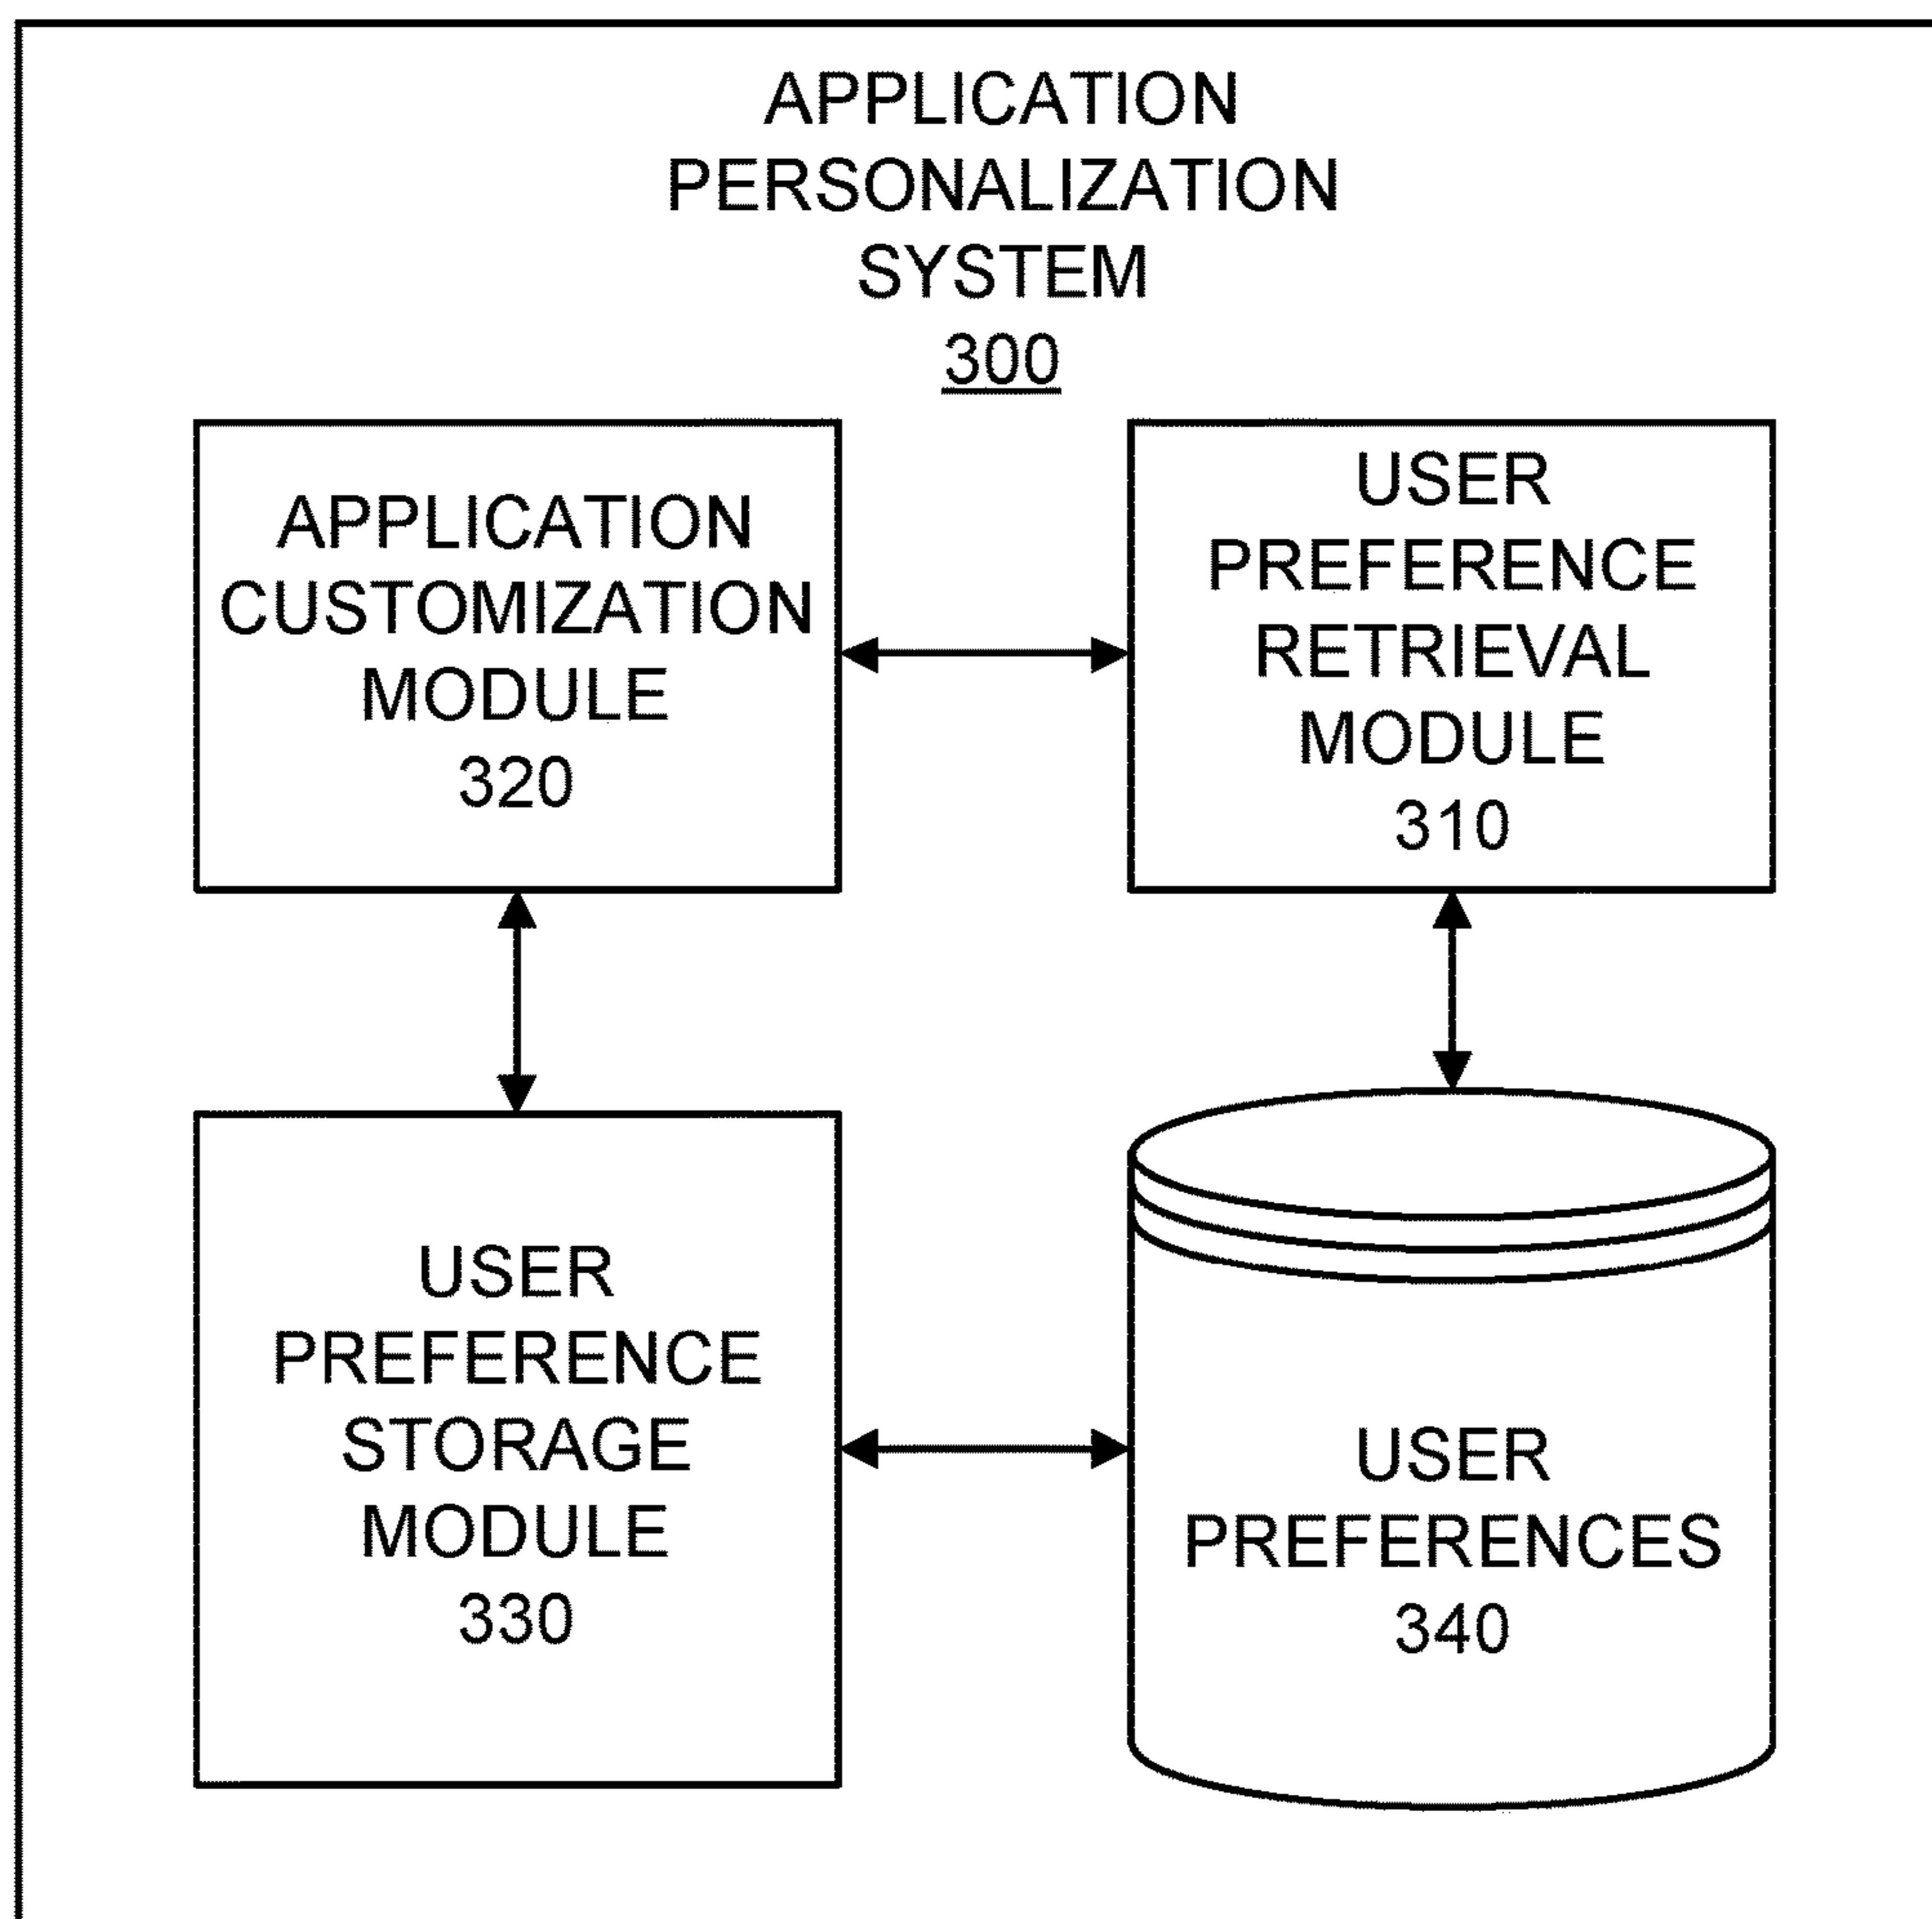 APPLICATION
PERSONALIZATION
SYSTEM
300
APPLICATION
CUSTOMIZATION
MODULE
320
USER
PREFERENCE
RETRIEVAL
MODULE
310
USER
PREFERENCE
STORAGE
MODULE
330
USER
PREFERENCES
340